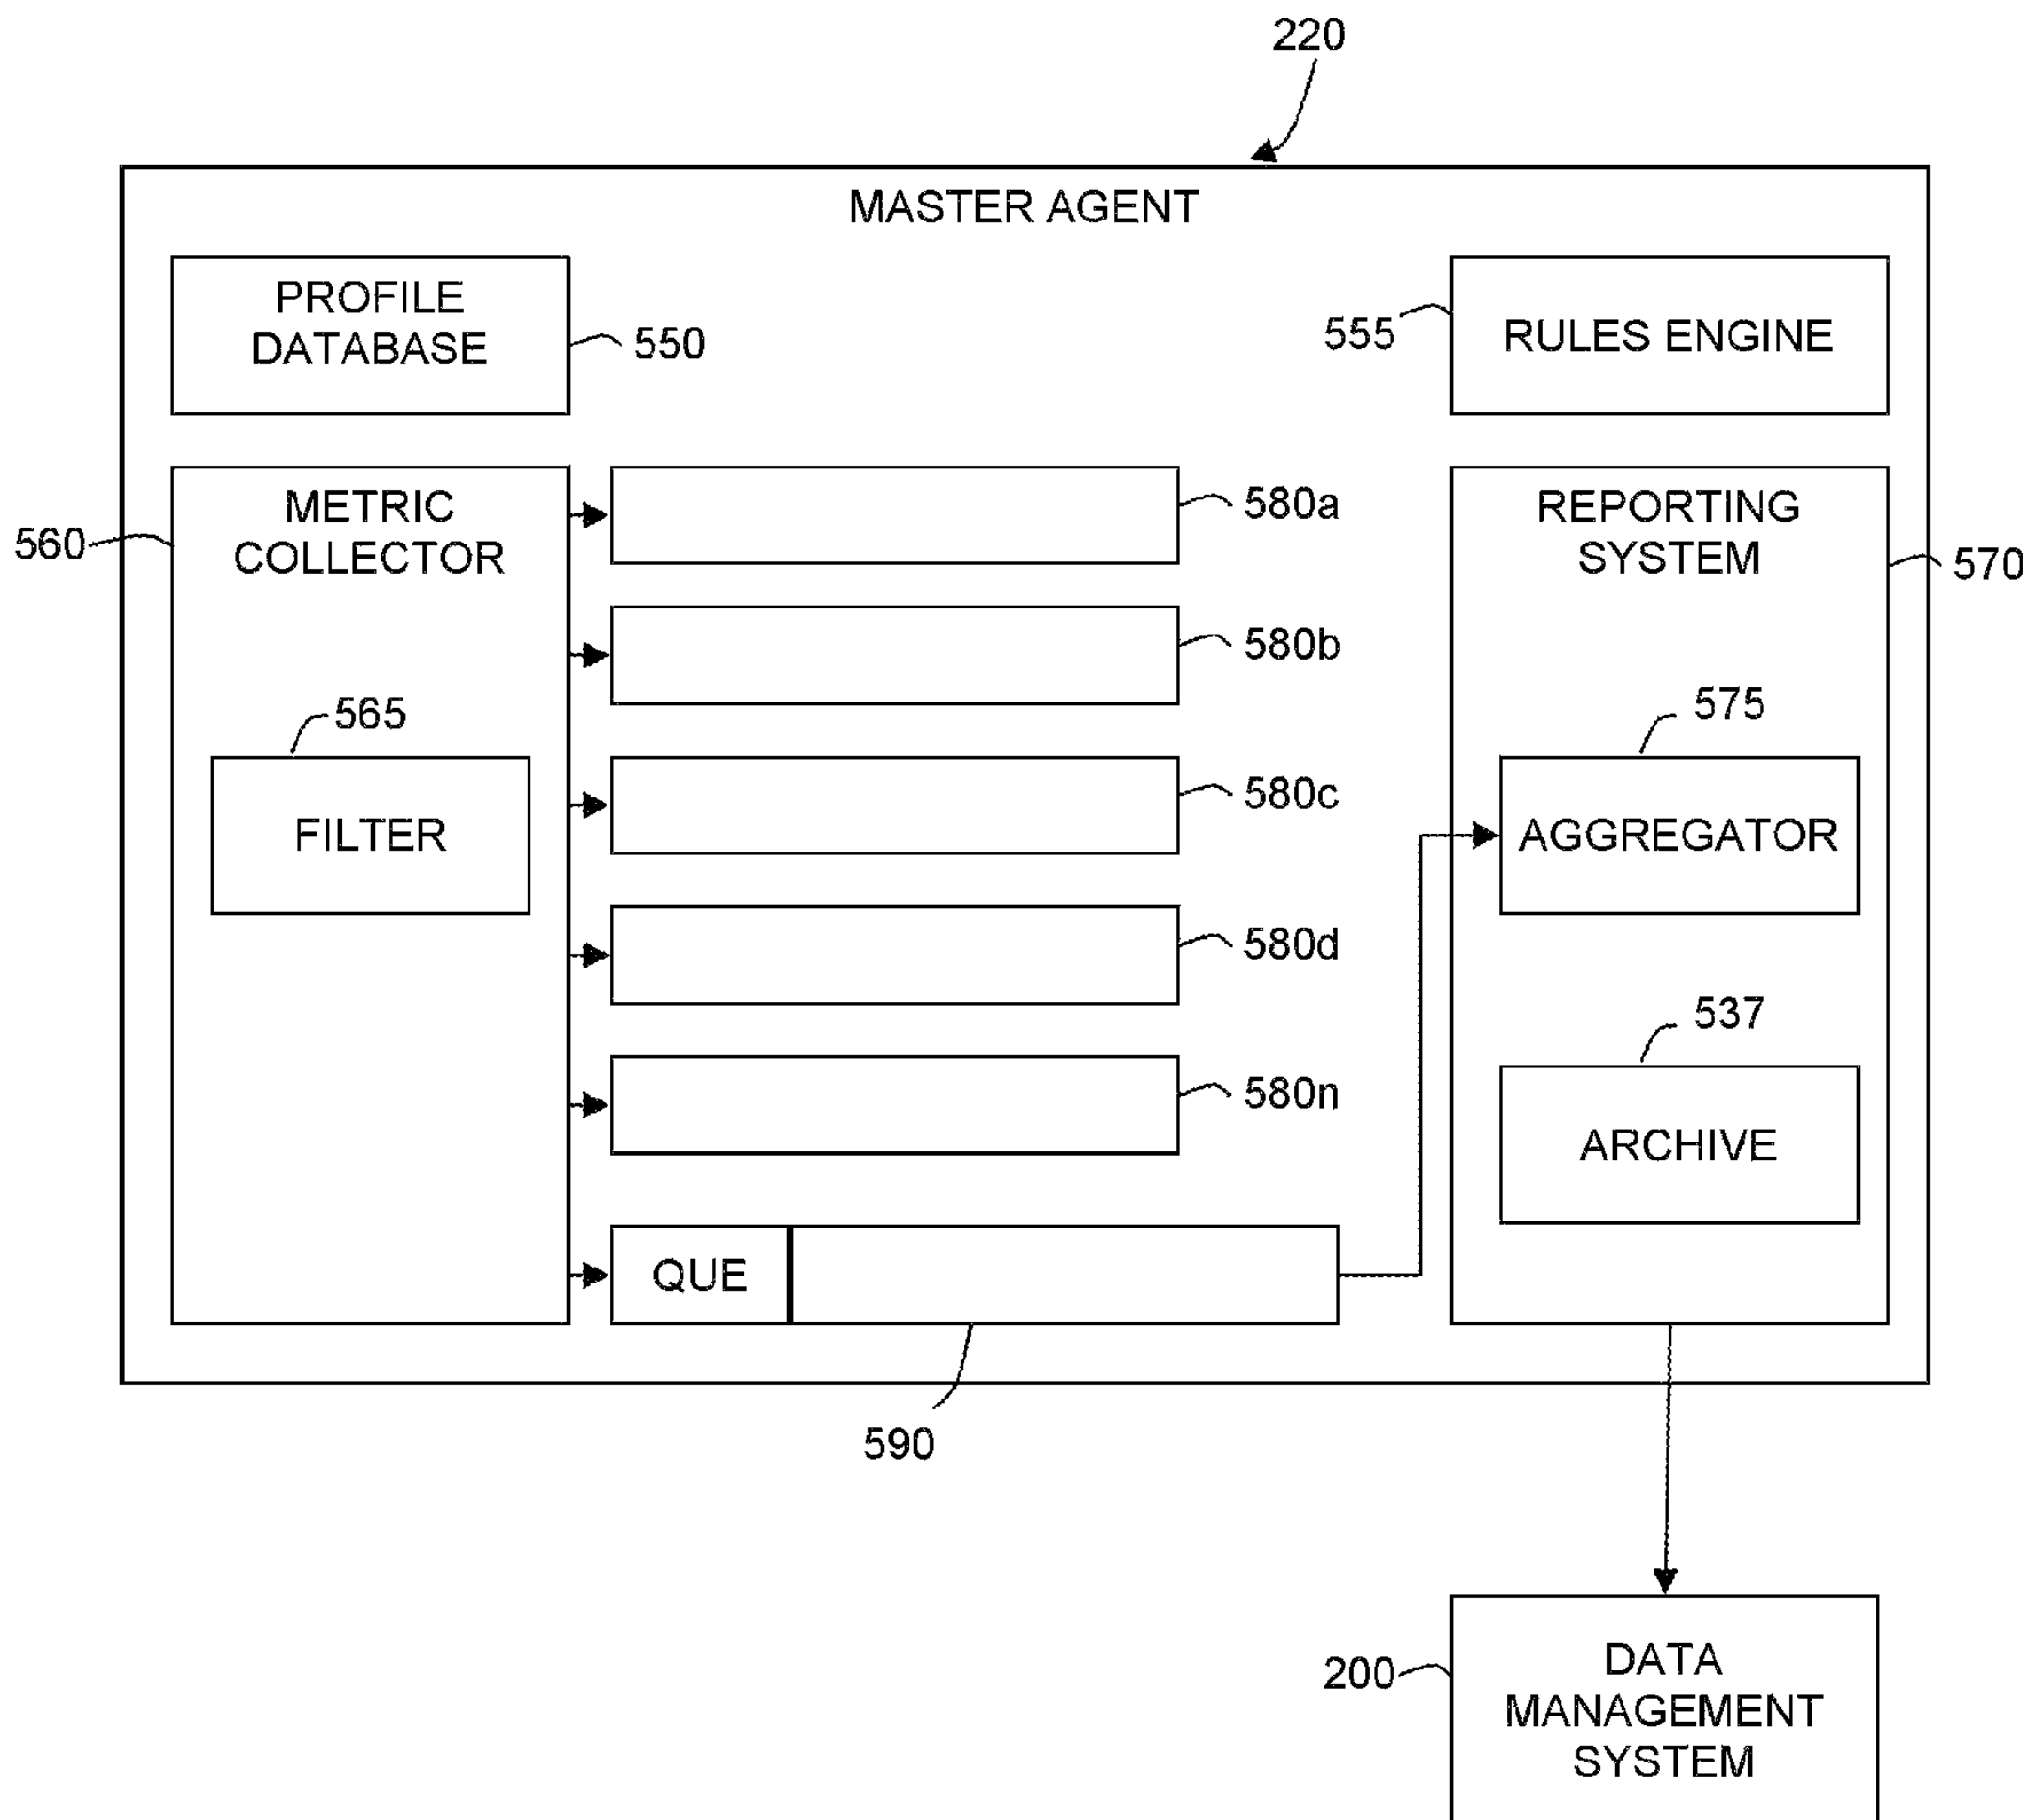 220
MASTER AGENT
PROFILE
DATABASE
550
555
RULES ENGINE
METRIC
COLLECTOR
560
580a
REPORTING
SYSTEM
570
580b
565
FILTER
580c
575
AGGREGATOR
580d
537
ARCHIVE
580n
QUE
590
200
DATA
MANAGEMENT
SYSTEM